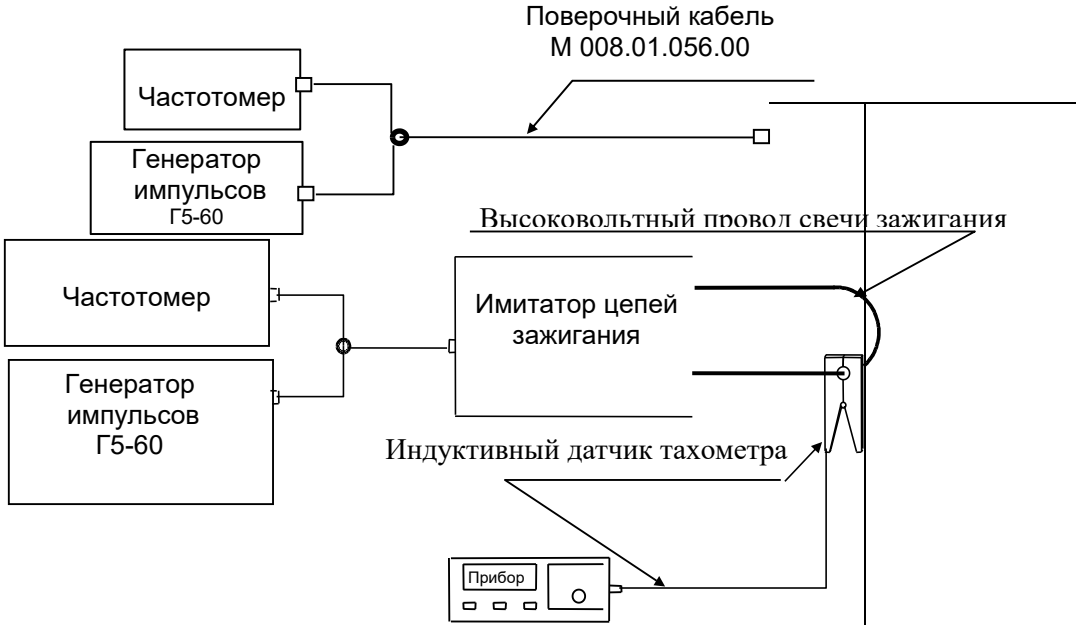 Поверочный кабель
М 008.01.056.00
Частотомер
Генератор
импульсов
Г5-60
Высоковольтный провод свечи зажигания
Частотомер
Имитатор цепей
зажигания
Генератор
импульсов
Г5-60
Индуктивный датчик тахометра
Прибор